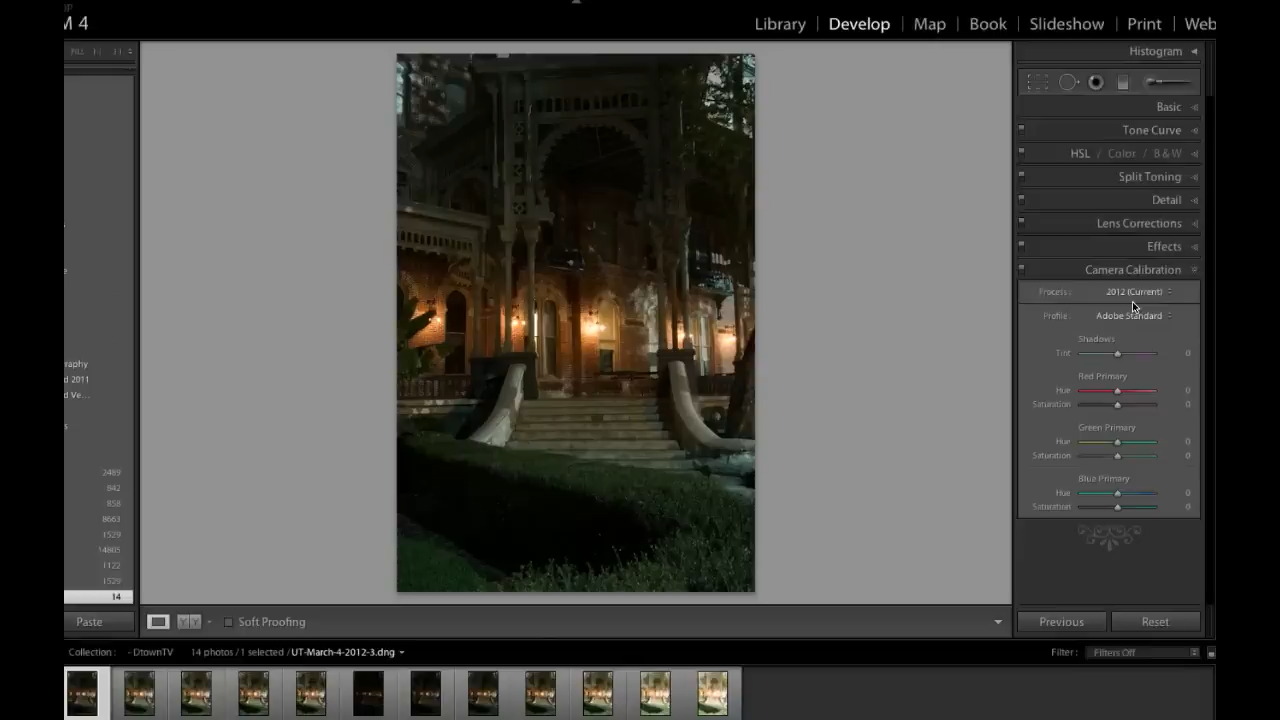 M 4
Library | Develop | Map | Book | Slideshow | Print | Web
Histogram
Basic
Tone Curve
HSL / Color / B & W
Split Toning
Detail
Lens Corrections
Effects
Camera Calibration
Process: 2012 (Current)
Profile: Adobe Standard
Shadows
Tint 0
Red Primary
Hue 0
Saturation 0
Green Primary
Hue 0
Saturation 0
Blue Primary
Hue 0
Saturation 0
raphy
d 2011
d Ve...
s
2489
842
858
8663
1529
14805
1122
1529
14
Paste
Y Y
Soft Proofing
Previous
Reset
Collection: - DtownTV 14 photos / 1 selected / UT-March-4-2012-3.dng
Filter: Filters Off